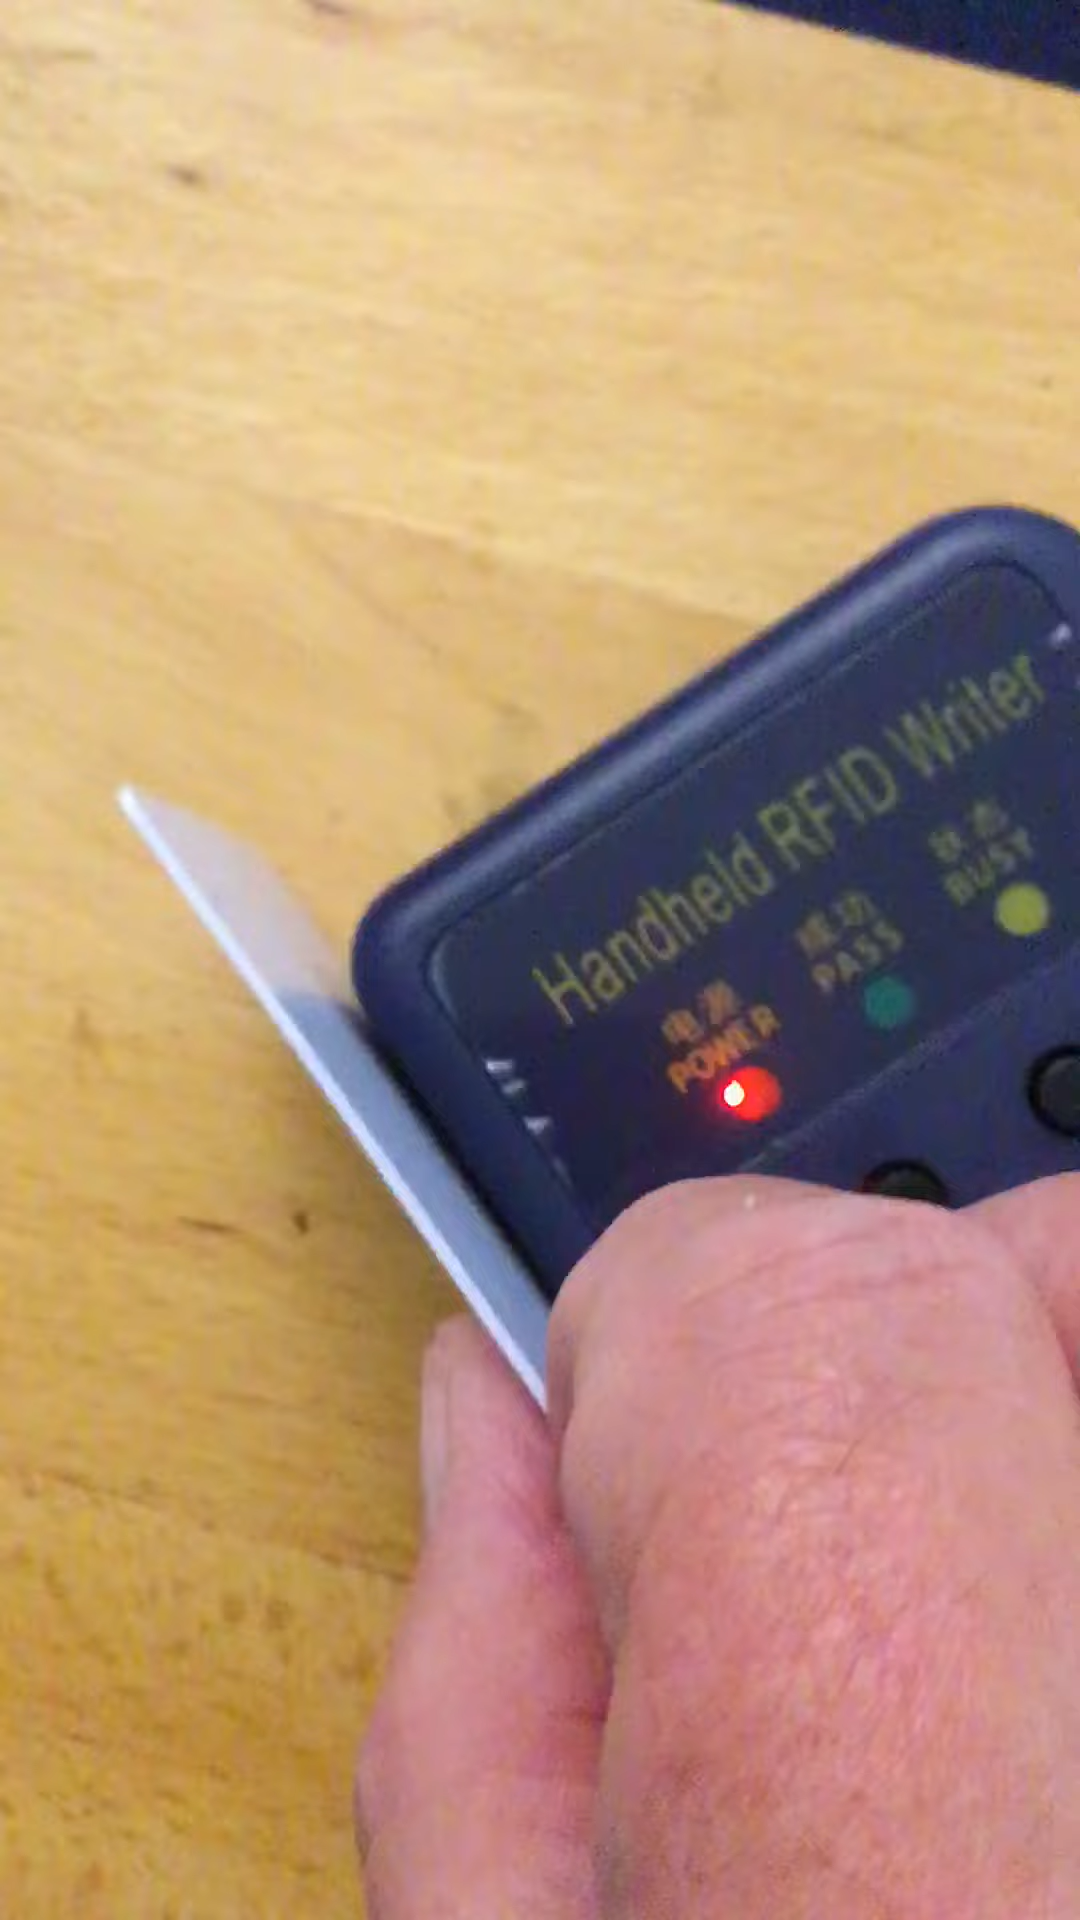 Handheld RFID Writer
电源
POWER
成功
PASS
状态
BUSY